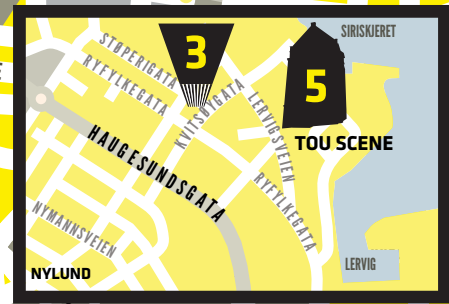 SIRISKJERET
STØPERIGATA
3
RYFYLKEGATA
5
KVITSØYGATA
LERVIGSVEIEN
TOU SCENE
HAUGESUNDSGATA
RYFYLKEGATA
NYMANNSVEIEN
LERVIG
NYLUND